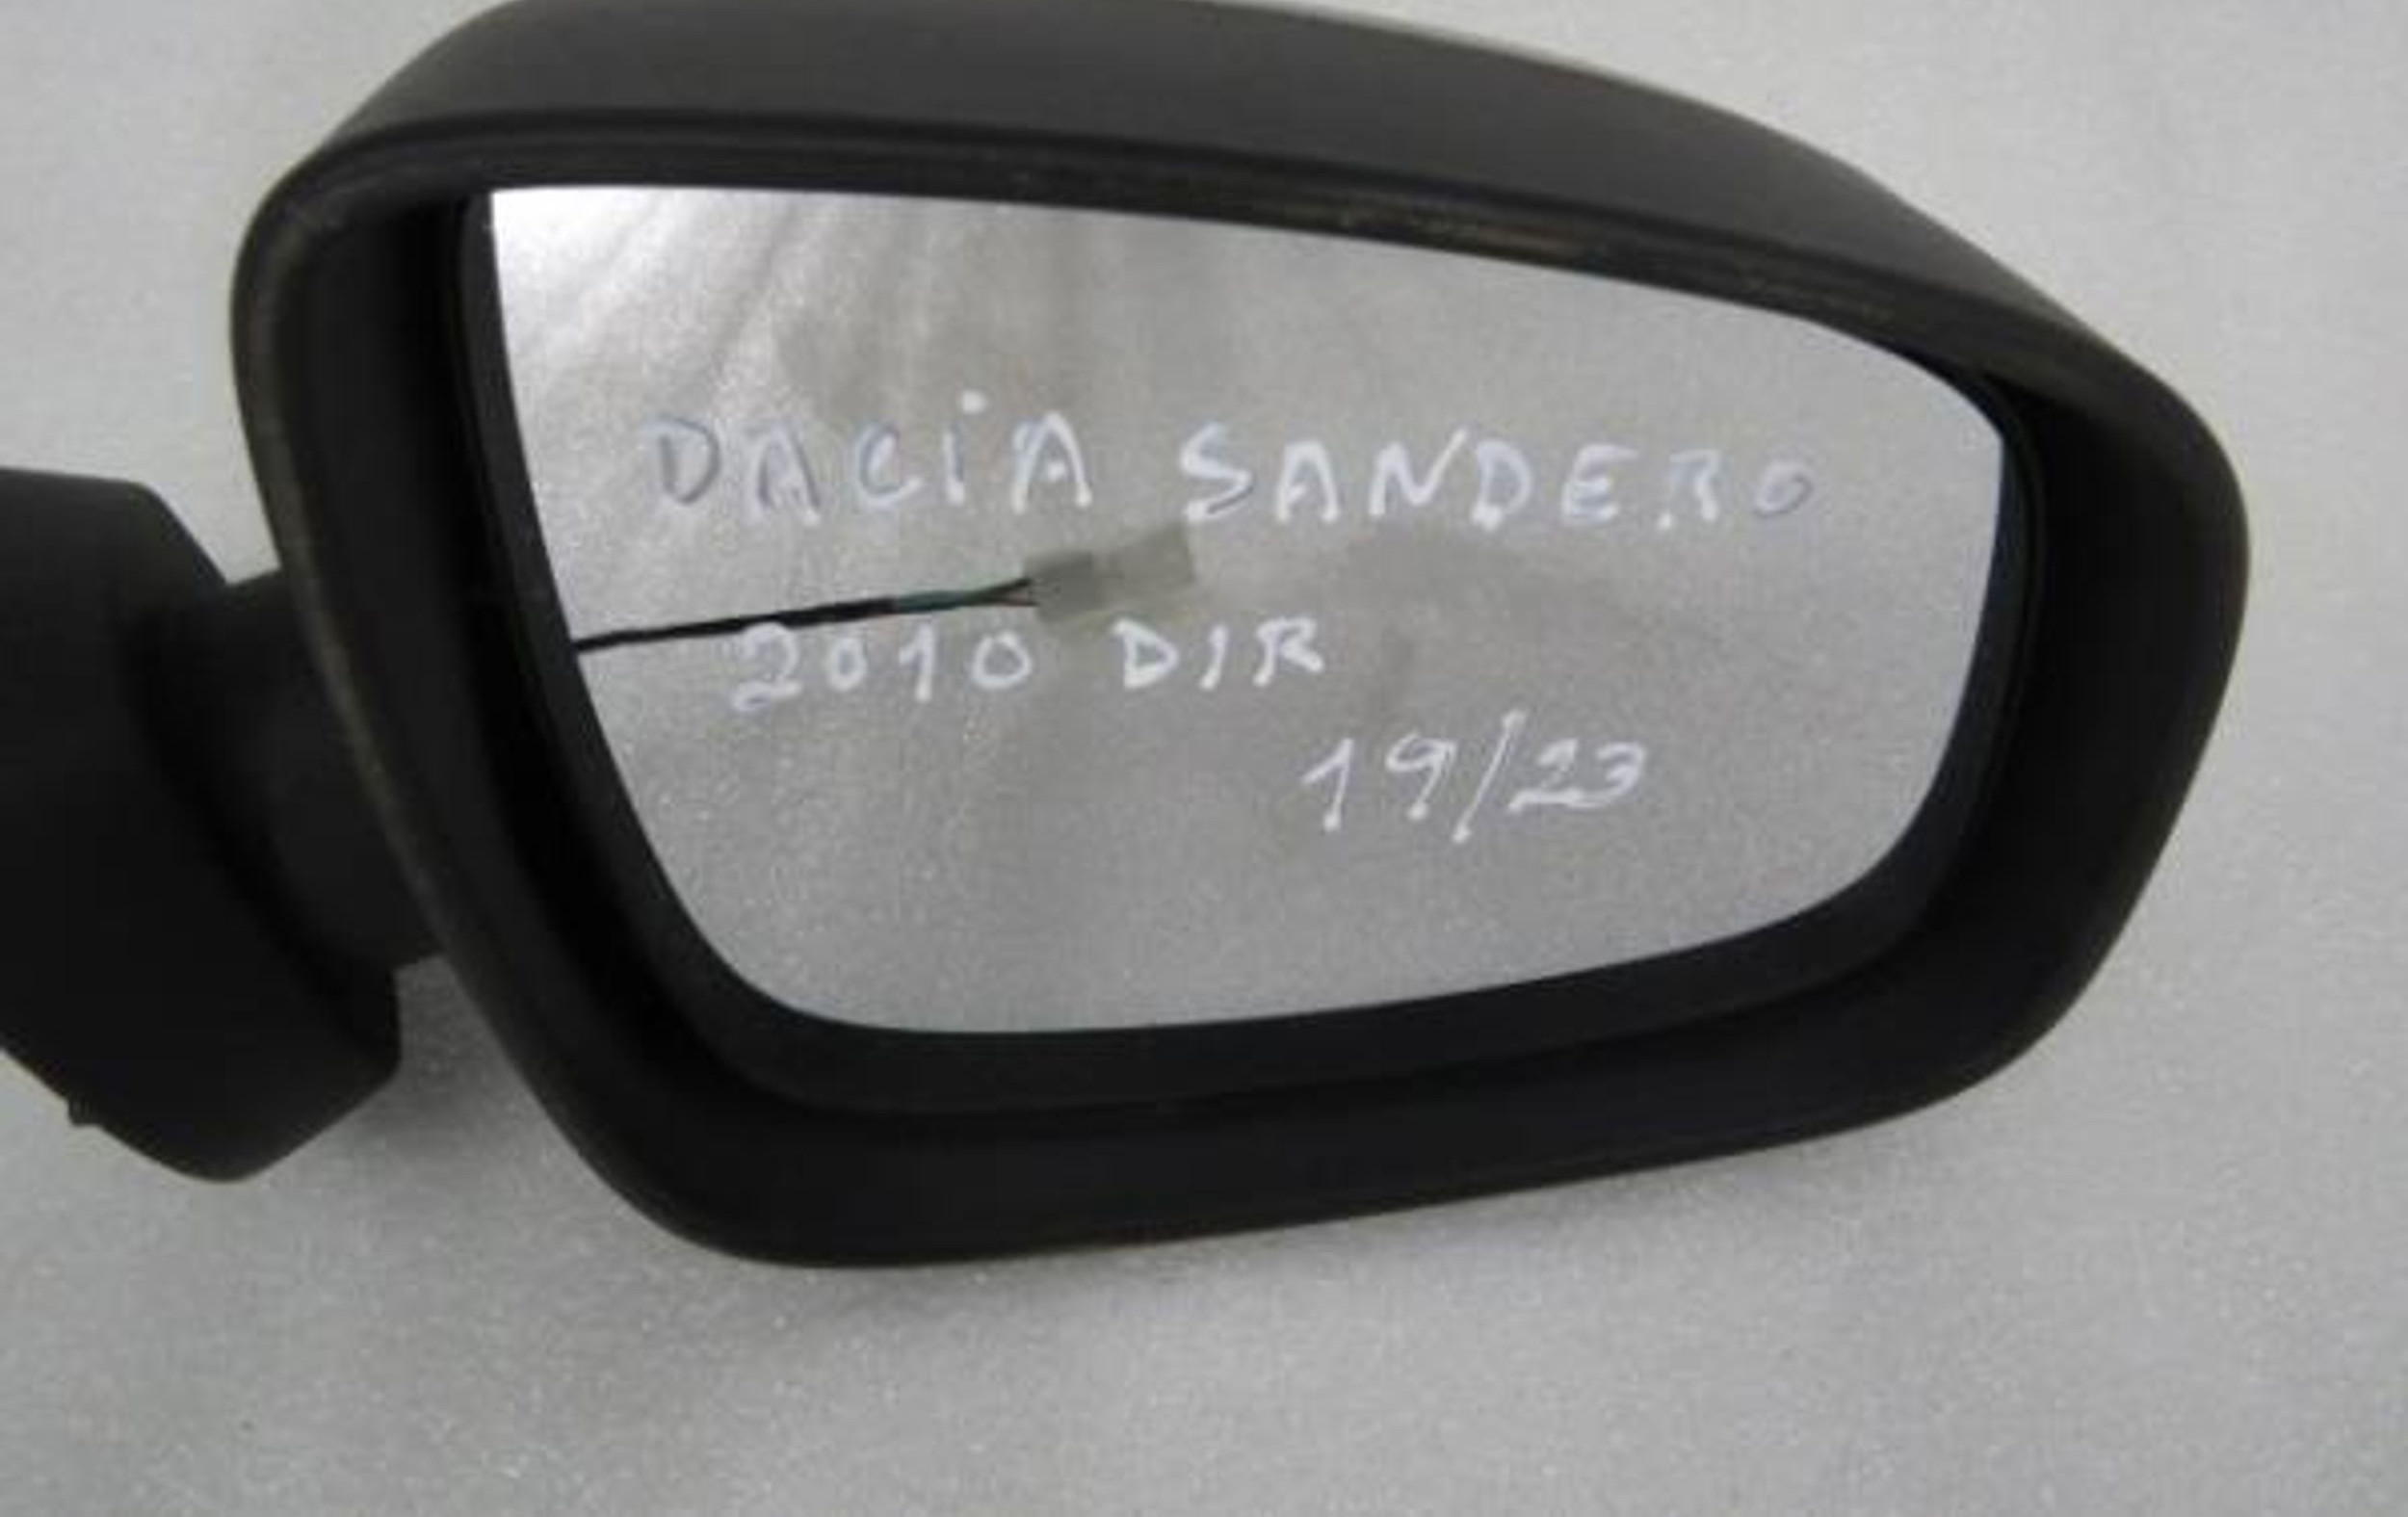 DACiA SANDERO
2010 DIR
19/23